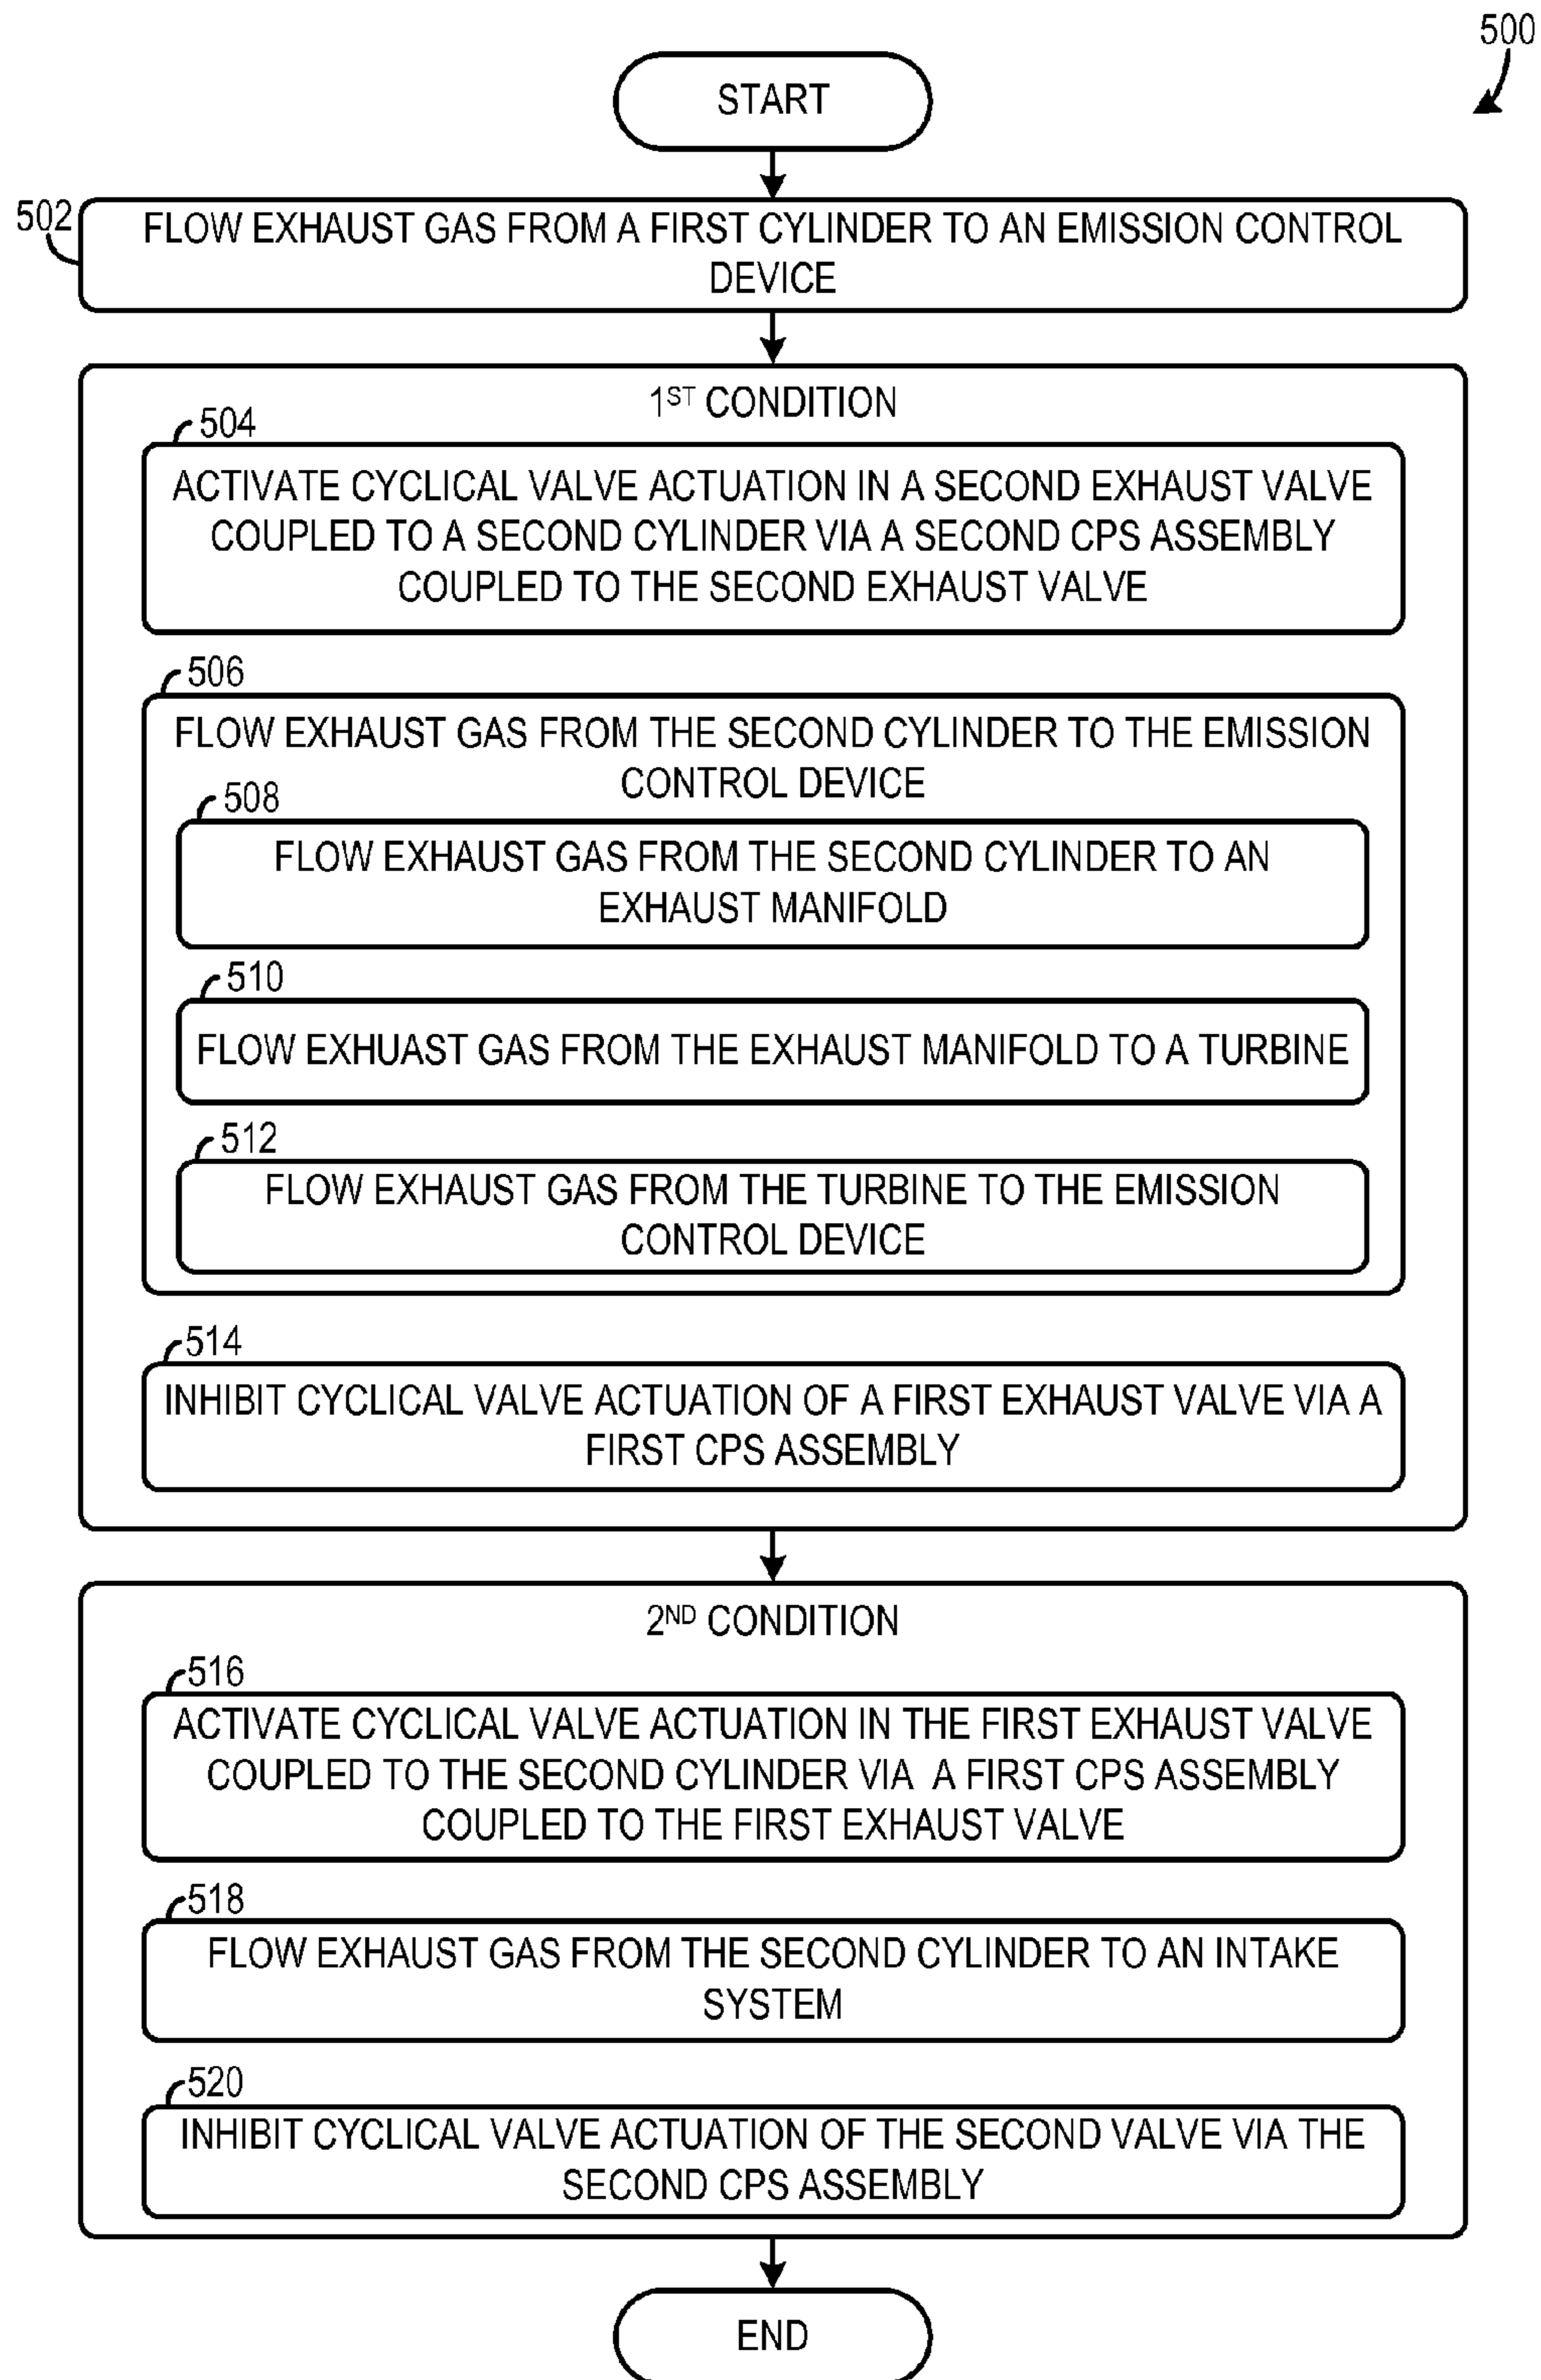 500
START
502
FLOW EXHAUST GAS FROM A FIRST CYLINDER TO AN EMISSION CONTROL
DEVICE
1ST CONDITION
504
ACTIVATE CYCLICAL VALVE ACTUATION IN A SECOND EXHAUST VALVE
COUPLED TO A SECOND CYLINDER VIA A SECOND CPS ASSEMBLY
COUPLED TO THE SECOND EXHAUST VALVE
506
FLOW EXHAUST GAS FROM THE SECOND CYLINDER TO THE EMISSION
CONTROL DEVICE
508
FLOW EXHAUST GAS FROM THE SECOND CYLINDER TO AN
EXHAUST MANIFOLD
510
FLOW EXHUAST GAS FROM THE EXHAUST MANIFOLD TO A TURBINE
512
FLOW EXHAUST GAS FROM THE TURBINE TO THE EMISSION
CONTROL DEVICE
514
INHIBIT CYCLICAL VALVE ACTUATION OF A FIRST EXHAUST VALVE VIA A
FIRST CPS ASSEMBLY
2ND CONDITION
516
ACTIVATE CYCLICAL VALVE ACTUATION IN THE FIRST EXHAUST VALVE
COUPLED TO THE SECOND CYLINDER VIA A FIRST CPS ASSEMBLY
COUPLED TO THE FIRST EXHAUST VALVE
518
FLOW EXHAUST GAS FROM THE SECOND CYLINDER TO AN INTAKE
SYSTEM
520
INHIBIT CYCLICAL VALVE ACTUATION OF THE SECOND VALVE VIA THE
SECOND CPS ASSEMBLY
END